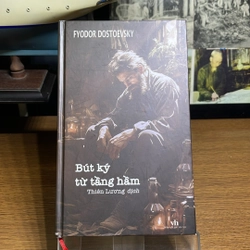 FYODOR DOSTOEVSKY
Bút ký
từ tầng hầm
Thiều Lương dịch